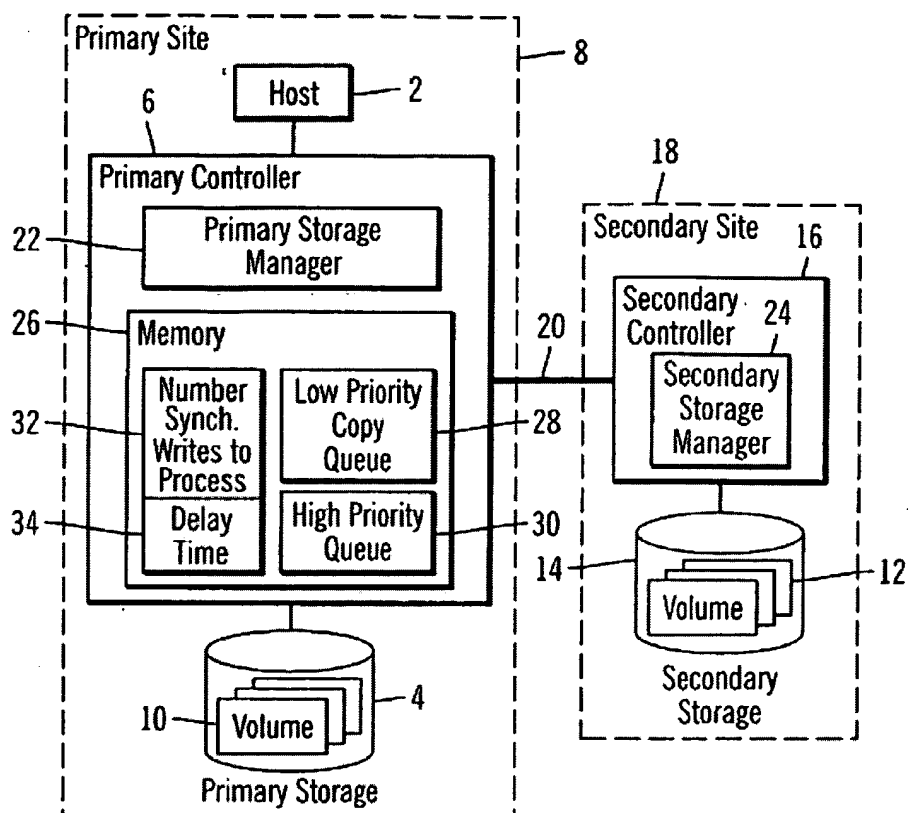 Primary Site
8
Host
2
6
Primary Controller
22
Primary Storage
Manager
26
Memory
32
Number
Synch.
Writes to
Process
Low Priority
Copy
Queue
28
34
Delay
Time
High Priority
Queue
30
10
Volume
4
Primary Storage
20
18
Secondary Site
16
Secondary
Controller
24
Secondary
Storage
Manager
14
Volume
12
Secondary
Storage